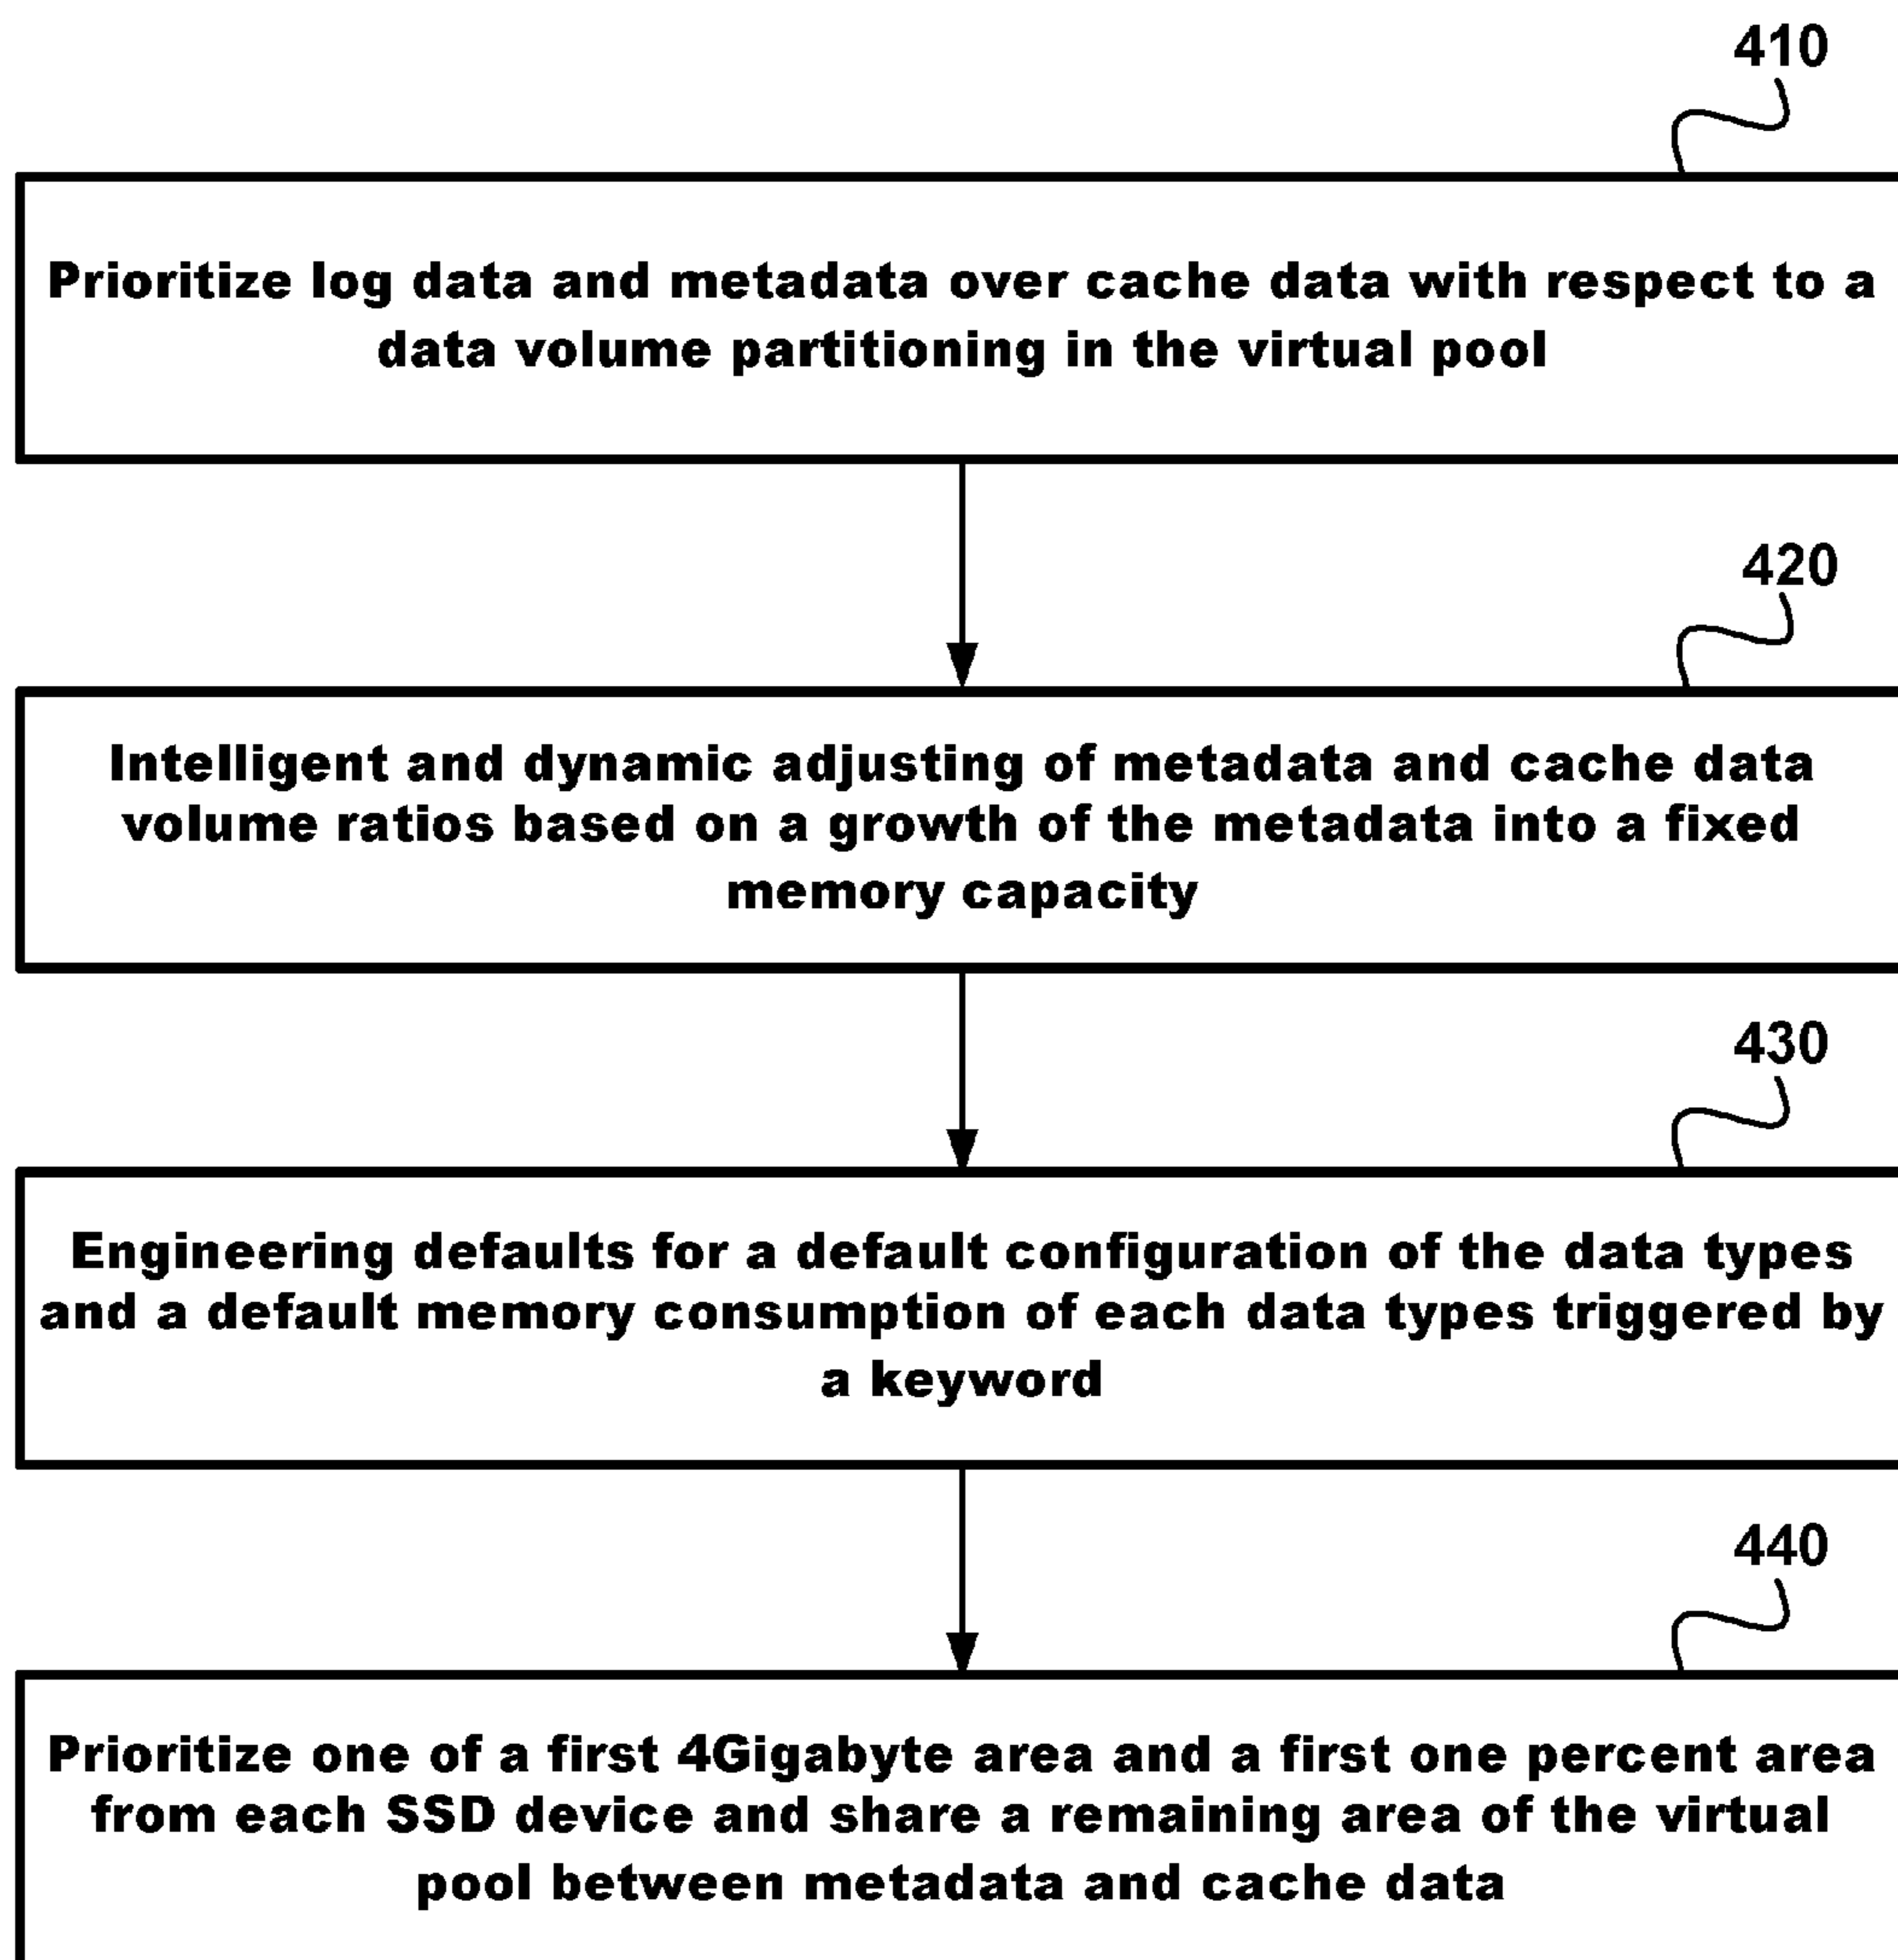 410
Prioritize log data and metadata over cache data with respect to a
data volume partitioning in the virtual pool
420
Intelligent and dynamic adjusting of metadata and cache data
volume ratios based on a growth of the metadata into a fixed
memory capacity
430
Engineering defaults for a default configuration of the data types
and a default memory consumption of each data types triggered by
a keyword
440
Prioritize one of a first 4Gigabyte area and a first one percent area
from each SSD device and share a remaining area of the virtual
pool between metadata and cache data